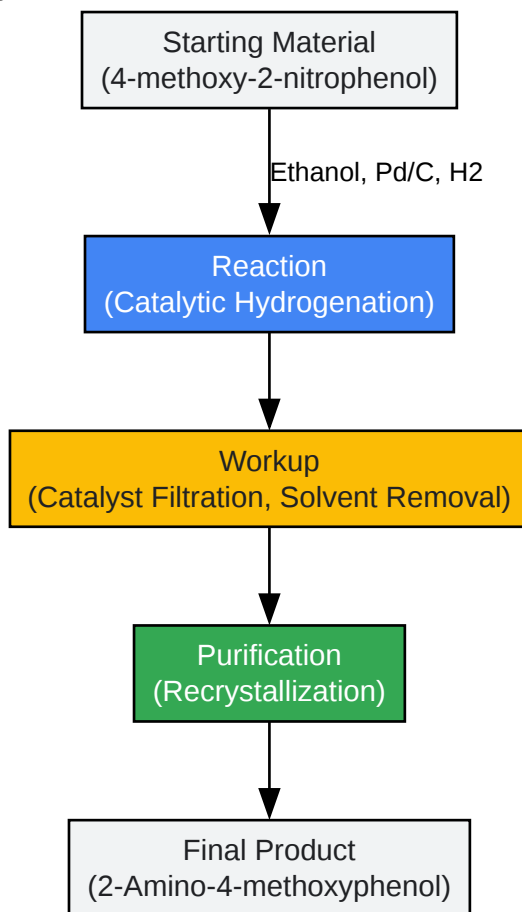 Starting Material
(4-methoxy-2-nitrophenol)
Ethanol, Pd/C, H2
Reaction
(Catalytic Hydrogenation)
Workup
(Catalyst Filtration, Solvent Removal)
Purification
(Recrystallization)
Final Product
(2-Amino-4-methoxyphenol)